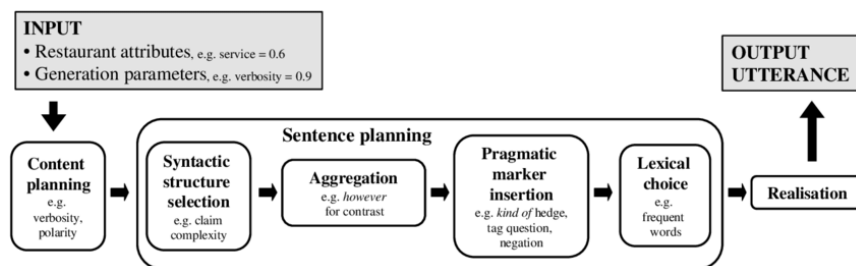 INPUT
• Restaurant attributes, e.g. service = 0.6
• Generation parameters, e.g. verbosity = 0.9
OUTPUT
UTTERANCE
Sentence planning
Content
planning
e.g.
verbosity,
polarity
Syntactic
structure
selection
e.g. claim
complexity
Aggregation
e.g. however
for contrast
Pragmatic
marker
insertion
e.g. kind of hedge,
tag question,
negation
Lexical
choice
e.g.
frequent
words
Realisation